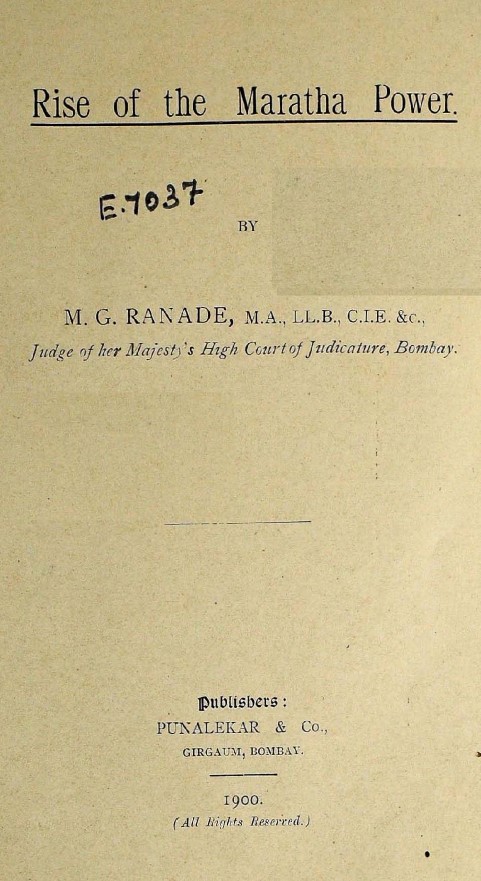 Rise of the Maratha Power.
E.1037
BY
M. G. RANADE, M.A., LL.B., C.I.E. &c.,
Judge of her Majesty's High Court of Judicature, Bombay.
Publishers:
PUNALEKAR & Co.,
GIRGAUM, BOMBAY.
1900.
(All Rights Reserved.)